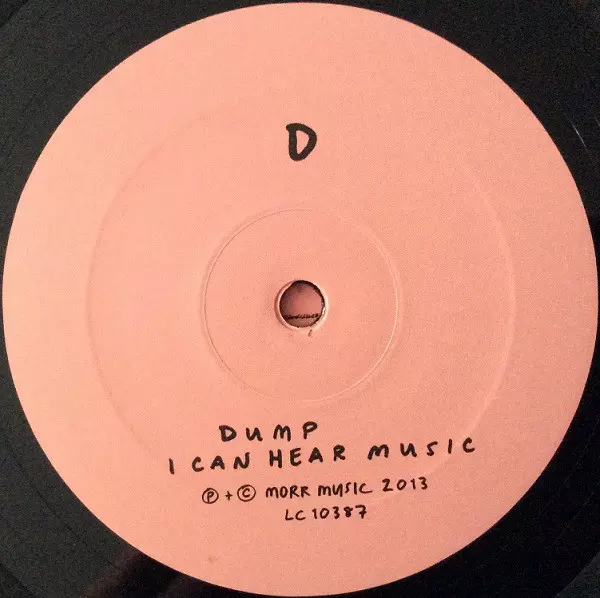 D
DUMP
I CAN HEAR MUSIC
℗ + © MORR MUSIC 2013
LC 10387